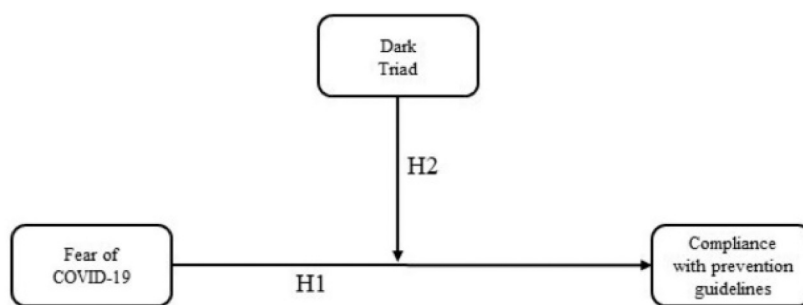 Dark
Triad
H2
Fear of
COVID-19
H1
Compliance
with prevention
guidelines